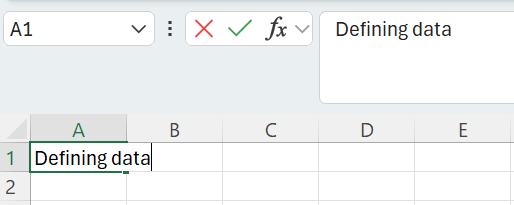 A1 fx Defining data
A B C D E
1 Defining data
2